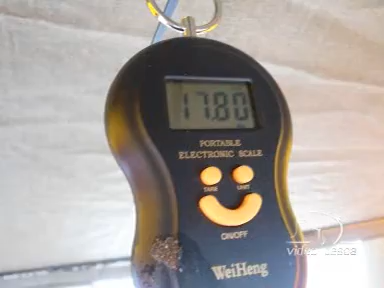 17.80
PORTABLE
ELECTRONIC SCALE
TARE UNIT
ON/OFF
WeiHeng